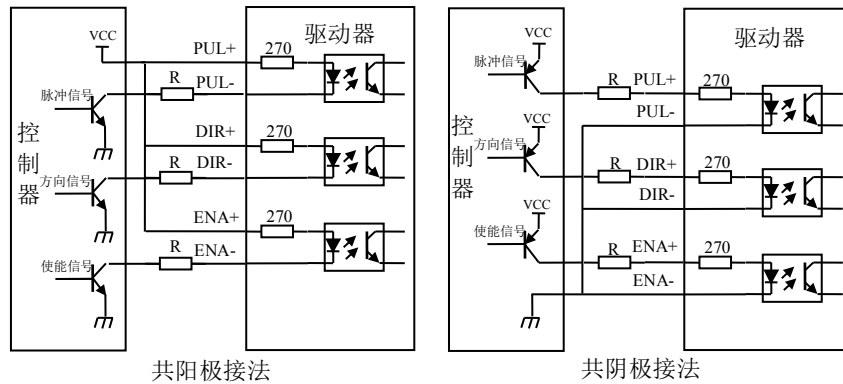 VCC
PUL+
270
驱动器
脉冲信号
R
PUL-
控制器
DIR+
270
方向信号
R
DIR-
ENA+
270
使能信号
R
ENA-
共阳极接法
VCC
驱动器
脉冲信号
R
PUL+
270
PUL-
控制器
VCC
方向信号
R
DIR+
270
DIR-
VCC
使能信号
R
ENA+
270
ENA-
共阴极接法